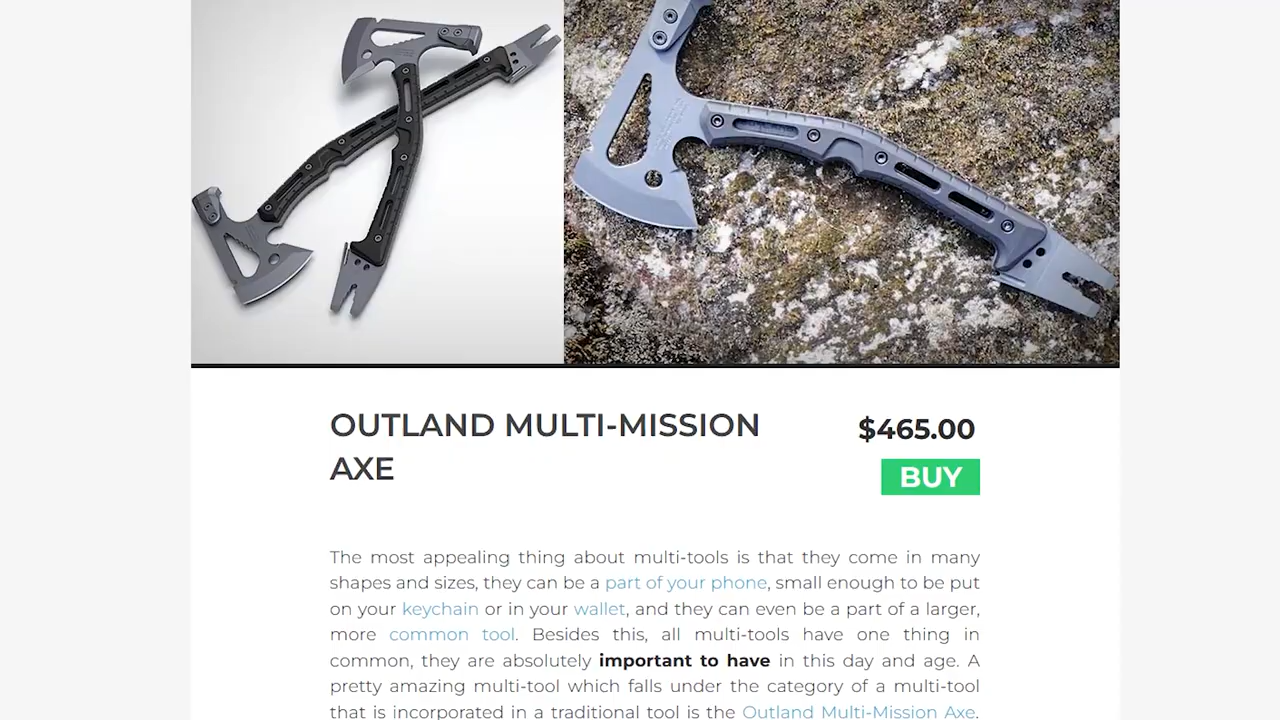 OUTLAND MULTI-MISSION
AXE
$465.00
BUY
The most appealing thing about multi-tools is that they come in many
shapes and sizes, they can be a part of your phone, small enough to be put
on your keychain or in your wallet, and they can even be a part of a larger,
more common tool. Besides this, all multi-tools have one thing in
common, they are absolutely important to have in this day and age. A
pretty amazing multi-tool which falls under the category of a multi-tool
that is incorporated in a traditional tool is the Outland Multi-Mission Axe.